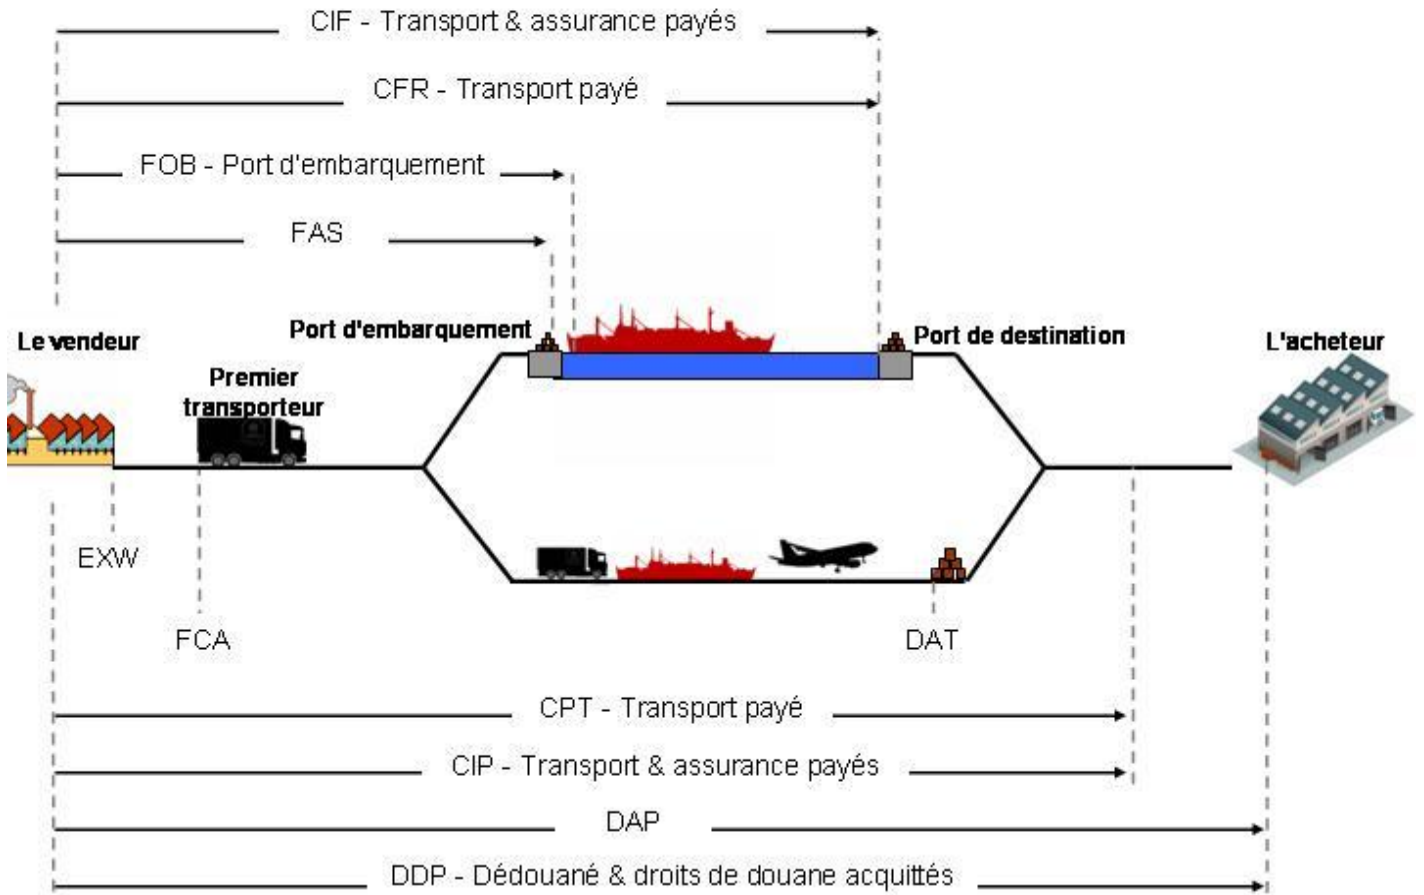 CIF - Transport & assurance payés
CFR - Transport payé
FOB - Port d'embarquement
FAS
Port d'embarquement
Port de destination
Le vendeur
L'acheteur
Premier
transporteur
EXW
FCA
DAT
CPT - Transport payé
CIP - Transport & assurance payés
DAP
DDP - Dédouané & droits de douane acquittés